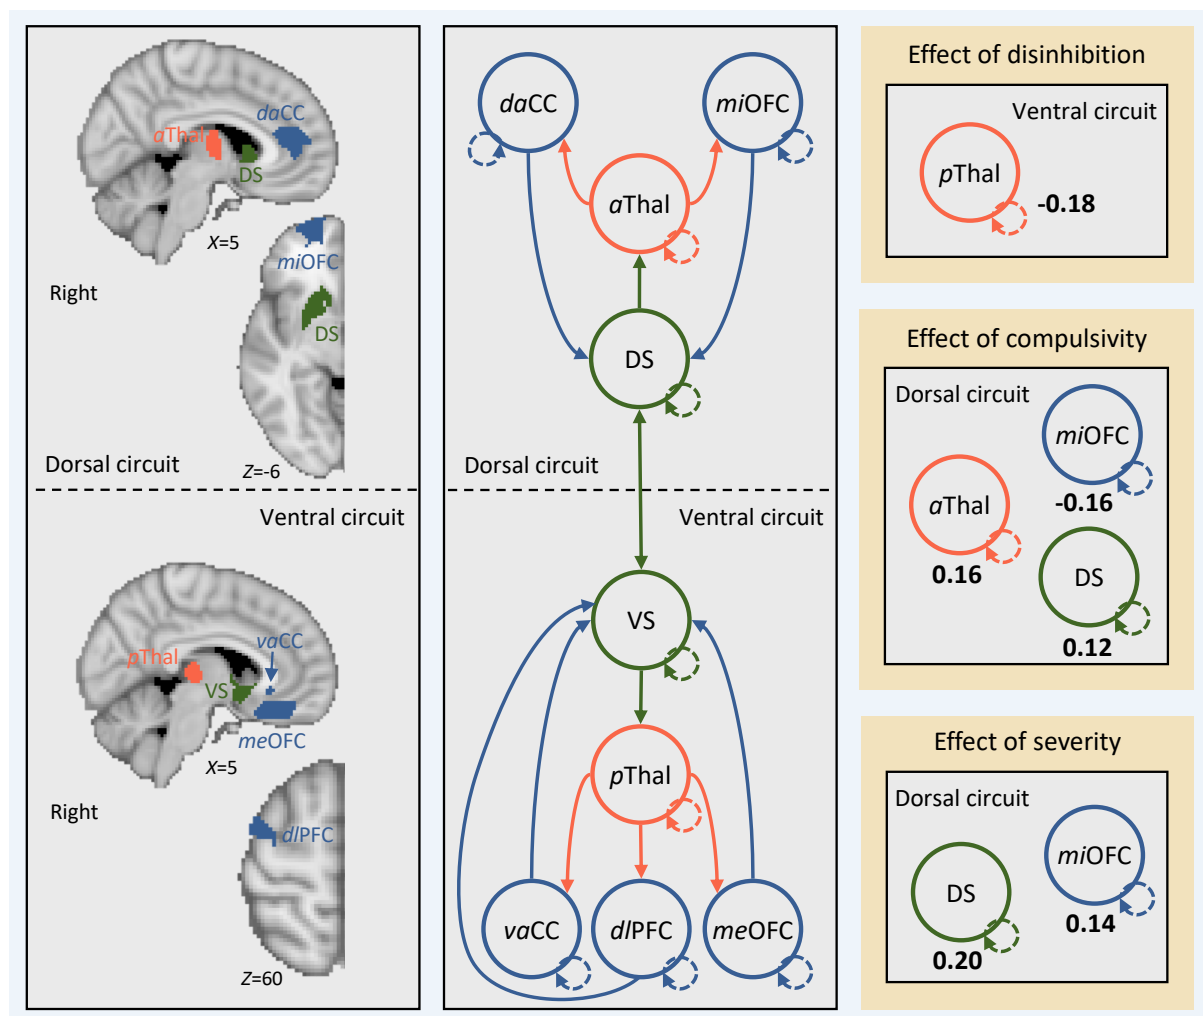 daCC
aThal
DS
X=5
miOFC
Right
DS
Dorsal circuit
Z=-6
Ventral circuit
vaCC
pThal
VS
meOFC
X=5
Right
dlPFC
Z=60
daCC
miOFC
aThal
DS
Dorsal circuit
Ventral circuit
VS
pThal
vaCC
dlPFC
meOFC
Effect of disinhibition
Ventral circuit
pThal
-0.18
Effect of compulsivity
Dorsal circuit
miOFC
aThal
-0.16
0.16
DS
0.12
Effect of severity
Dorsal circuit
miOFC
DS
0.14
0.20